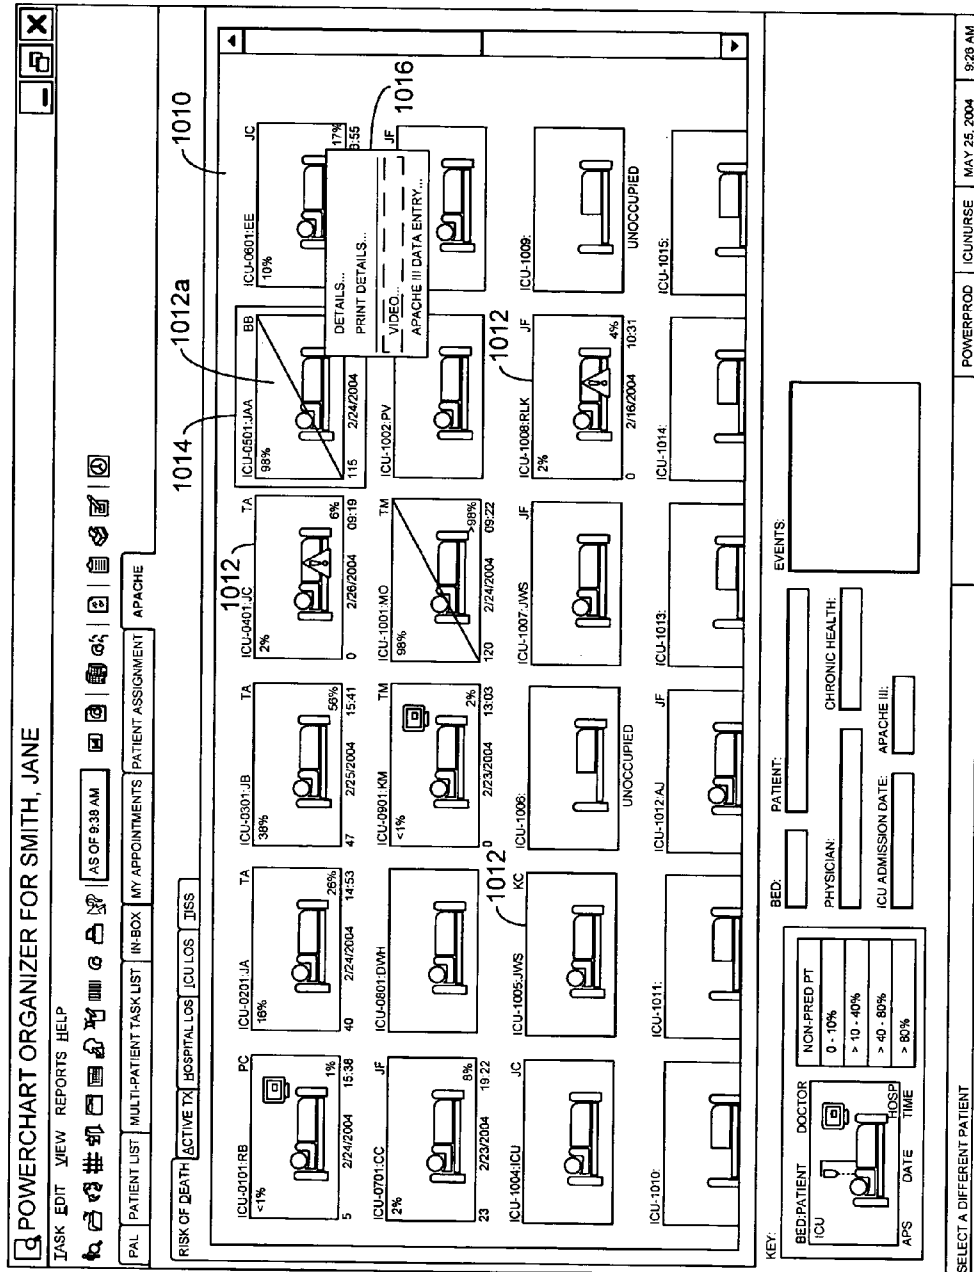 POWERCHART ORGANIZER FOR SMITH, JANE
TASK EDIT VIEW REPORTS HELP
AS OF 9:38 AM
PAL PATIENT LIST MULTI-PATIENT TASK LIST IN-BOX MY APPOINTMENTS PATIENT ASSIGNMENT APACHE
RISK OF DEATH ACTIVE TX HOSPITAL LOS ICU LOS TISS
1012 1014 1012a 1010
ICU-0101:RB PC
<1%
1%
5 2/24/2004 15:36
ICU-0201:JA TA
16%
26%
40 2/24/2004 14:53
ICU-0301:JB TA
38%
56%
47 2/25/2004 15:41
ICU-0401:JC TA
2%
6%
0 2/26/2004 09:19
ICU-0501:JAA BB
98%
115 2/24/2004
ICU-0601:EE JC
10%
17%
6:55
DETAILS...
PRINT DETAILS...
VIDEO...
APACHE III DATA ENTRY...
1016
ICU-0701:CC JF
2%
8%
23 2/23/2004 19:22
ICU-0801:DWH
ICU-0901:KM TM
<1%
2%
0 2/23/2004 13:03
ICU-1001:MO TM
98%
>98%
120 2/24/2004 09:22
ICU-1002:PV
JF
1012
1012
ICU-1004:ICU JC
ICU-1005:JWS KC
ICU-1006:
UNOCCUPIED
ICU-1007:JWS JF
ICU-1008:RLK JF
2%
4%
0 2/16/2004 10:31
ICU-1009:
UNOCCUPIED
ICU-1010:
ICU-1011:
ICU-1012:AJ JF
ICU-1013:
ICU-1014:
ICU-1015:
KEY:
BED:PATIENT DOCTOR
ICU
HOSP
APS DATE TIME
NON-PRED PT
0 - 10%
> 10 - 40%
> 40 - 80%
> 80%
BED: PATIENT:
PHYSICIAN: CHRONIC HEALTH:
ICU ADMISSION DATE: APACHE III:
EVENTS:
SELECT A DIFFERENT PATIENT POWERPROD ICUNURSE MAY 25, 2004 9:26 AM